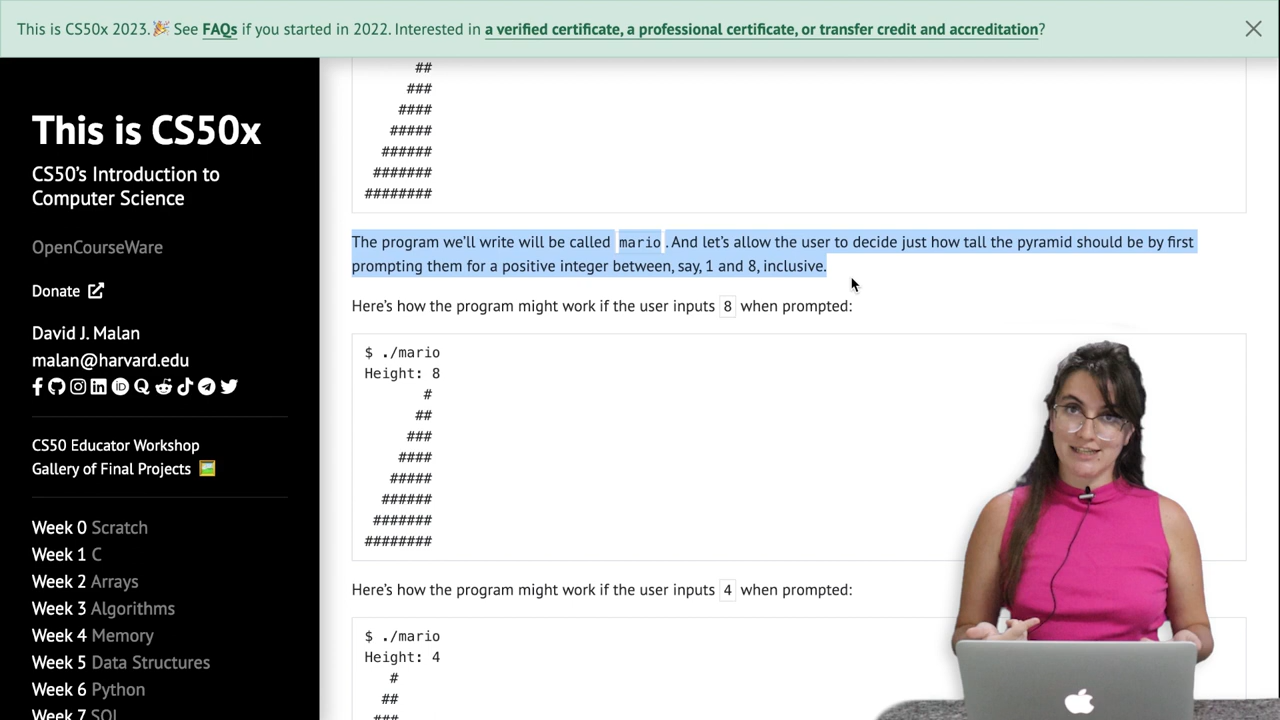 This is CS50x 2023.🎉 See FAQs if you started in 2022. Interested in a verified certificate, a professional certificate, or transfer credit and accreditation?
This is CS50x
CS50's Introduction to
Computer Science
OpenCourseWare
Donate
David J. Malan
malan@harvard.edu
CS50 Educator Workshop
Gallery of Final Projects 🖼️
Week 0 Scratch
Week 1 C
Week 2 Arrays
Week 3 Algorithms
Week 4 Memory
Week 5 Data Structures
Week 6 Python
Week 7 SQL
##
###
####
#####
######
#######
########
The program we'll write will be called mario . And let's allow the user to decide just how tall the pyramid should be by first
prompting them for a positive integer between, say, 1 and 8, inclusive.
Here's how the program might work if the user inputs 8 when prompted:
$ ./mario
Height: 8
#
##
###
####
#####
######
#######
########
Here's how the program might work if the user inputs 4 when prompted:
$ ./mario
Height: 4
#
##
###